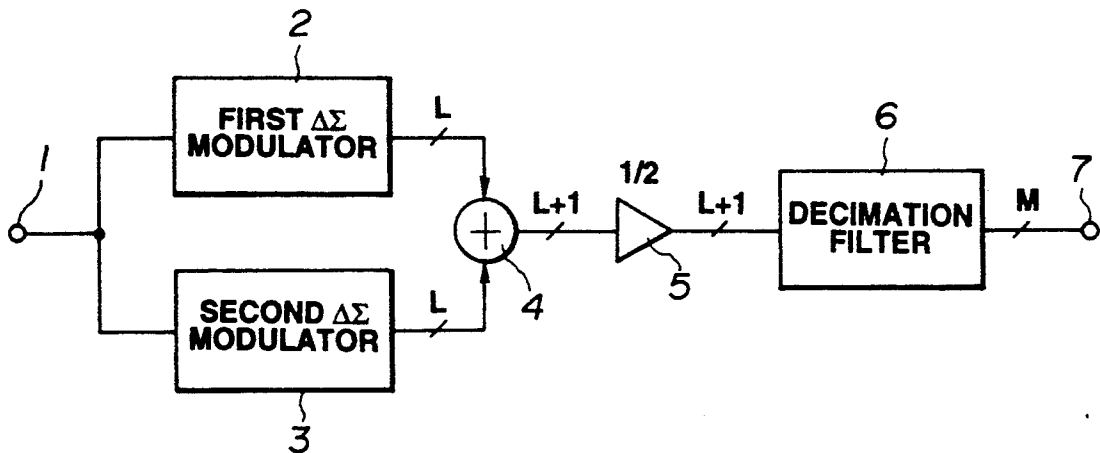 2
FIRST ΔΣ
MODULATOR
L
1
6
1/2
7
L+1
L+1
DECIMATION
FILTER
M
4
5
SECOND ΔΣ
MODULATOR
L
3